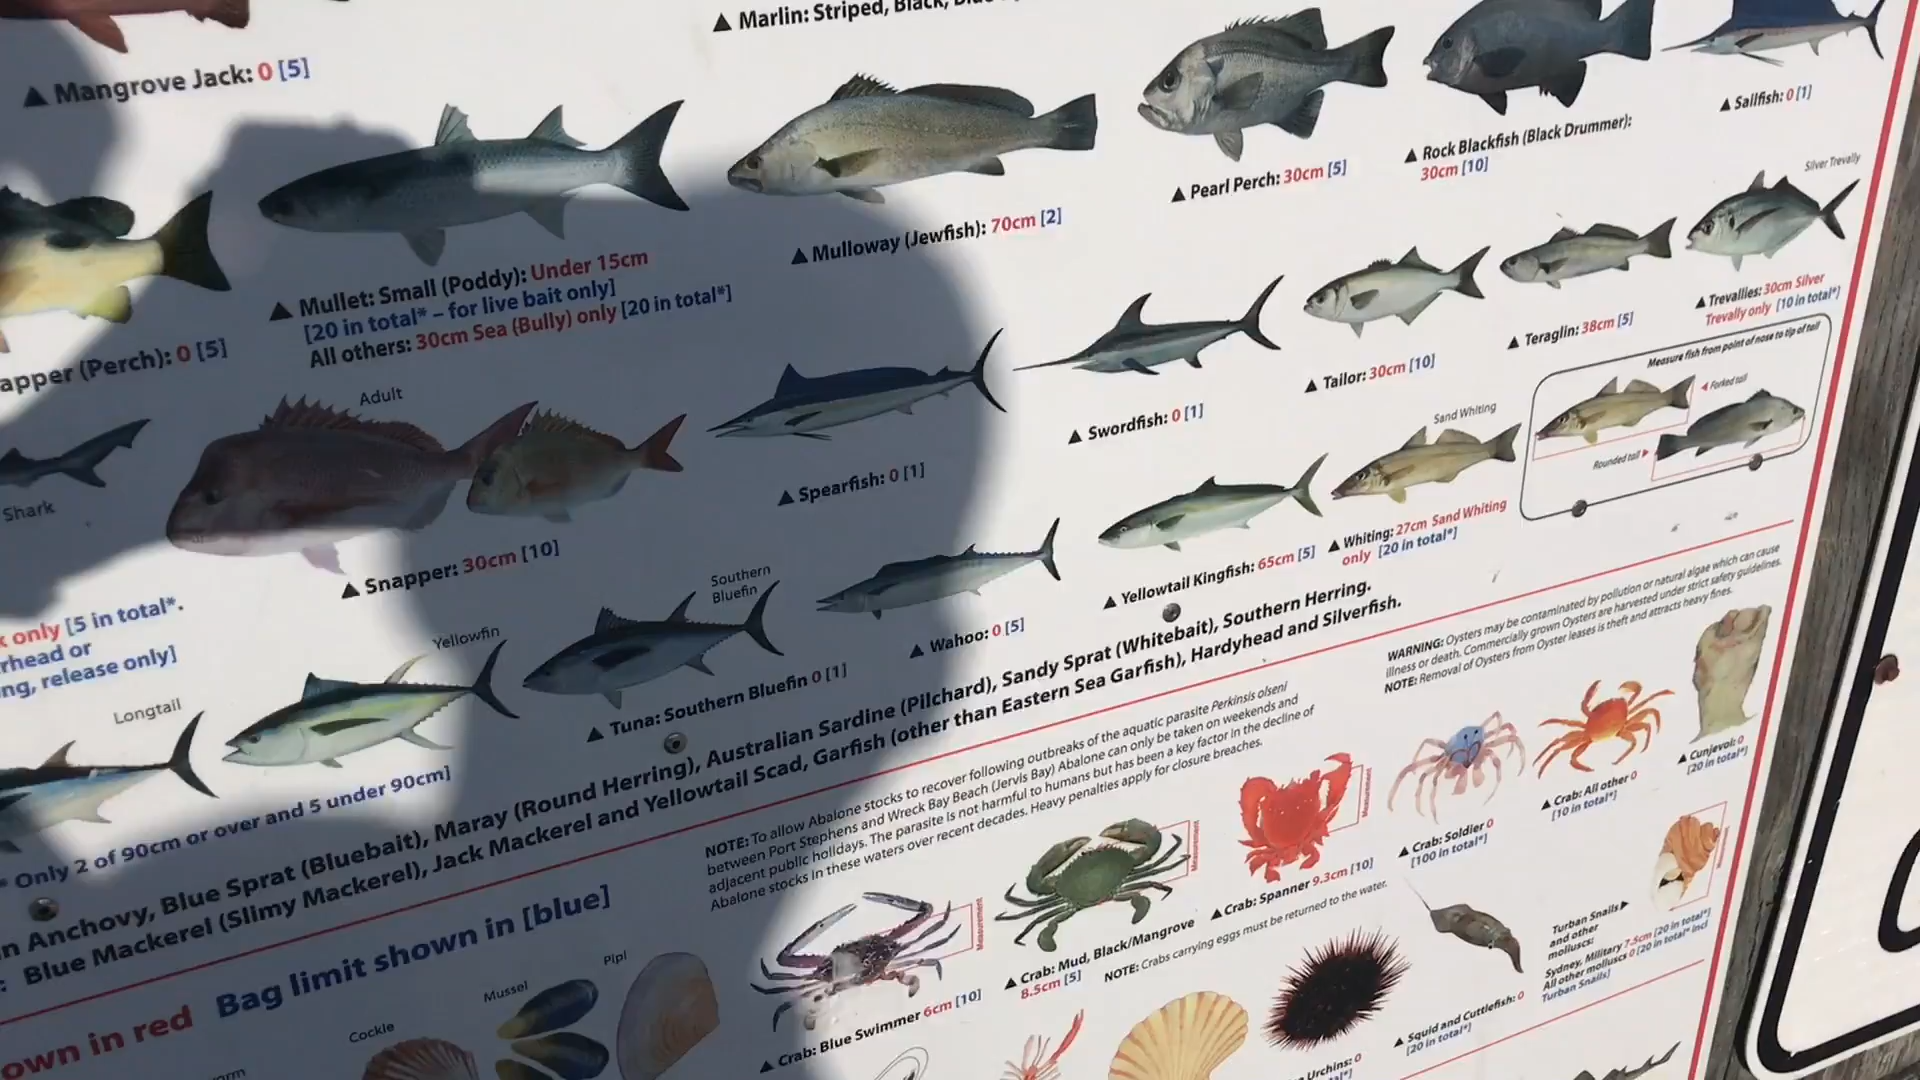 ▲ Marlin: Striped, Black,
▲ Mangrove Jack: 0 [5]
▲ Sailfish: 0 [1]
▲ Rock Blackfish (Black Drummer):
30cm [10]
▲ Pearl Perch: 30cm [5]
Silver Trevally
▲ Mulloway (Jewfish): 70cm [2]
▲ Mullet: Small (Poddy): Under 15cm
[20 in total* – for live bait only]
All others: 30cm Sea (Bully) only [20 in total*]
▲ Trevallies: 30cm Silver
Trevally only [10 in total*]
▲ Teraglin: 38cm [5]
▲ Tailor: 30cm [10]
apper (Perch): 0 [5]
Measure fish from point of nose to tip of tail
◄ Forked tail
Rounded tail ►
▲ Swordfish: 0 [1]
Adult
Sand Whiting
▲ Spearfish: 0 [1]
▲ Whiting: 27cm Sand Whiting
only [20 in total*]
▲ Yellowtail Kingfish: 65cm [5]
Shark
▲ Snapper: 30cm [10]
Southern
Bluefin
▲ Wahoo: 0 [5]
k only [5 in total*.
rhead or
ng, release only]
Yellowfin
▲ Tuna: Southern Bluefin 0 [1]
Longtail
* Only 2 of 90cm or over and 5 under 90cm]
n Anchovy, Blue Sprat (Bluebait), Maray (Round Herring), Australian Sardine (Pilchard), Sandy Sprat (Whitebait), Southern Herring.
: Blue Mackerel (Slimy Mackerel), Jack Mackerel and Yellowtail Scad, Garfish (other than Eastern Sea Garfish), Hardyhead and Silverfish.
WARNING: Oysters may be contaminated by pollution or natural algae which can cause
illness or death. Commercially grown Oysters are harvested under strict safety guidelines.
NOTE: Removal of Oysters from Oyster leases is theft and attracts heavy fines.
own in red Bag limit shown in [blue]
NOTE: To allow Abalone stocks to recover following outbreaks of the aquatic parasite Perkinsis olseni
between Port Stephens and Wreck Bay Beach (Jervis Bay) Abalone can only be taken on weekends and
adjacent public holidays. The parasite is not harmful to humans but has been a key factor in the decline of
Abalone stocks in these waters over recent decades. Heavy penalties apply for closure breaches.
▲ Cunjevoi: 0
[20 in total*]
▲ Crab: All other 0
[10 in total*]
▲ Crab: Soldier 0
[100 in total*]
Measurement
▲ Crab: Spanner 9.3cm [10]
Measurement
▲ Crab: Mud, Black/Mangrove
8.5cm [5]
NOTE: Crabs carrying eggs must be returned to the water.
Measurement
▲ Crab: Blue Swimmer 6cm [10]
Turban Snails ►
and other
molluscs:
Sydney, Military 7.5cm [20 in total*]
All other molluscs 0 [20 in total* incl
Turban Snails]
▲ Squid and Cuttlefish: 0
[20 in total*]
Urchins: 0
Pipi
Mussel
Cockle